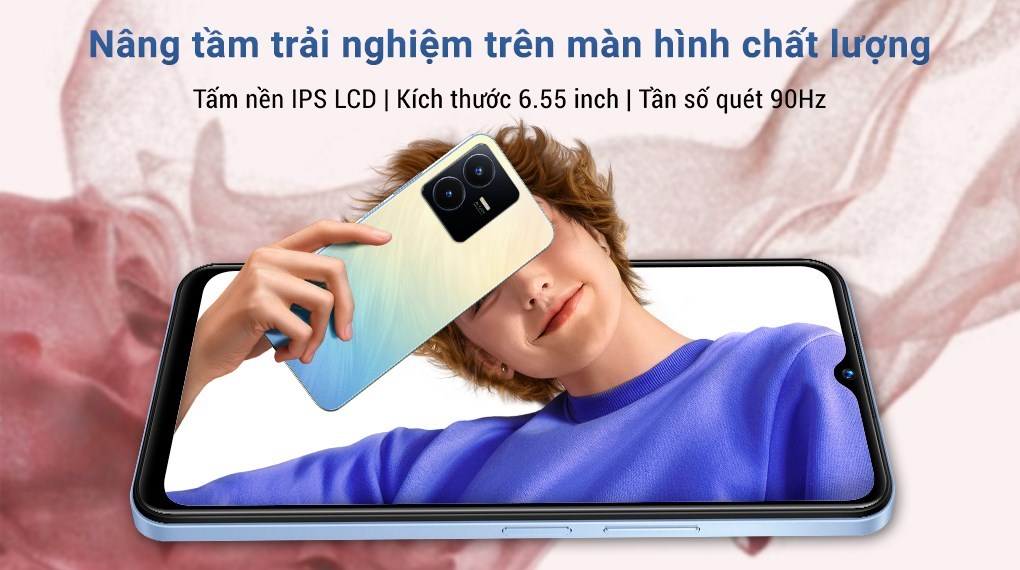 Nâng tầm trải nghiệm trên màn hình chất lượng
Tấm nền IPS LCD | Kích thước 6.55 inch | Tần số quét 90Hz